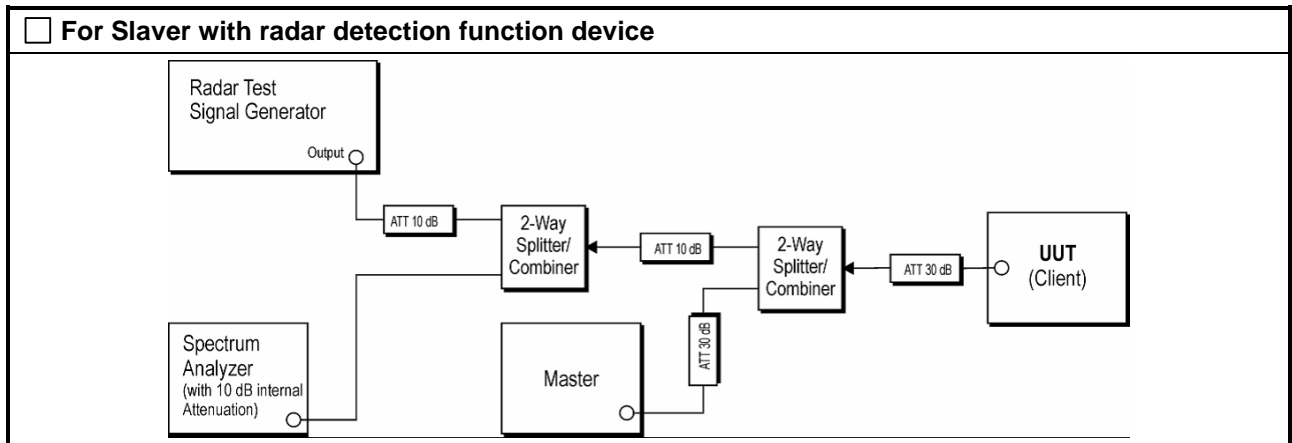 For Slaver with radar detection function device
Radar Test
Signal Generator
Output
ATT 10 dB
2-Way
Splitter/
Combiner
ATT 10 dB
2-Way
Splitter/
Combiner
ATT 30 dB
UUT
(Client)
Spectrum
Analyzer
(with 10 dB internal
Attenuation)
Master
ATT 30 dB